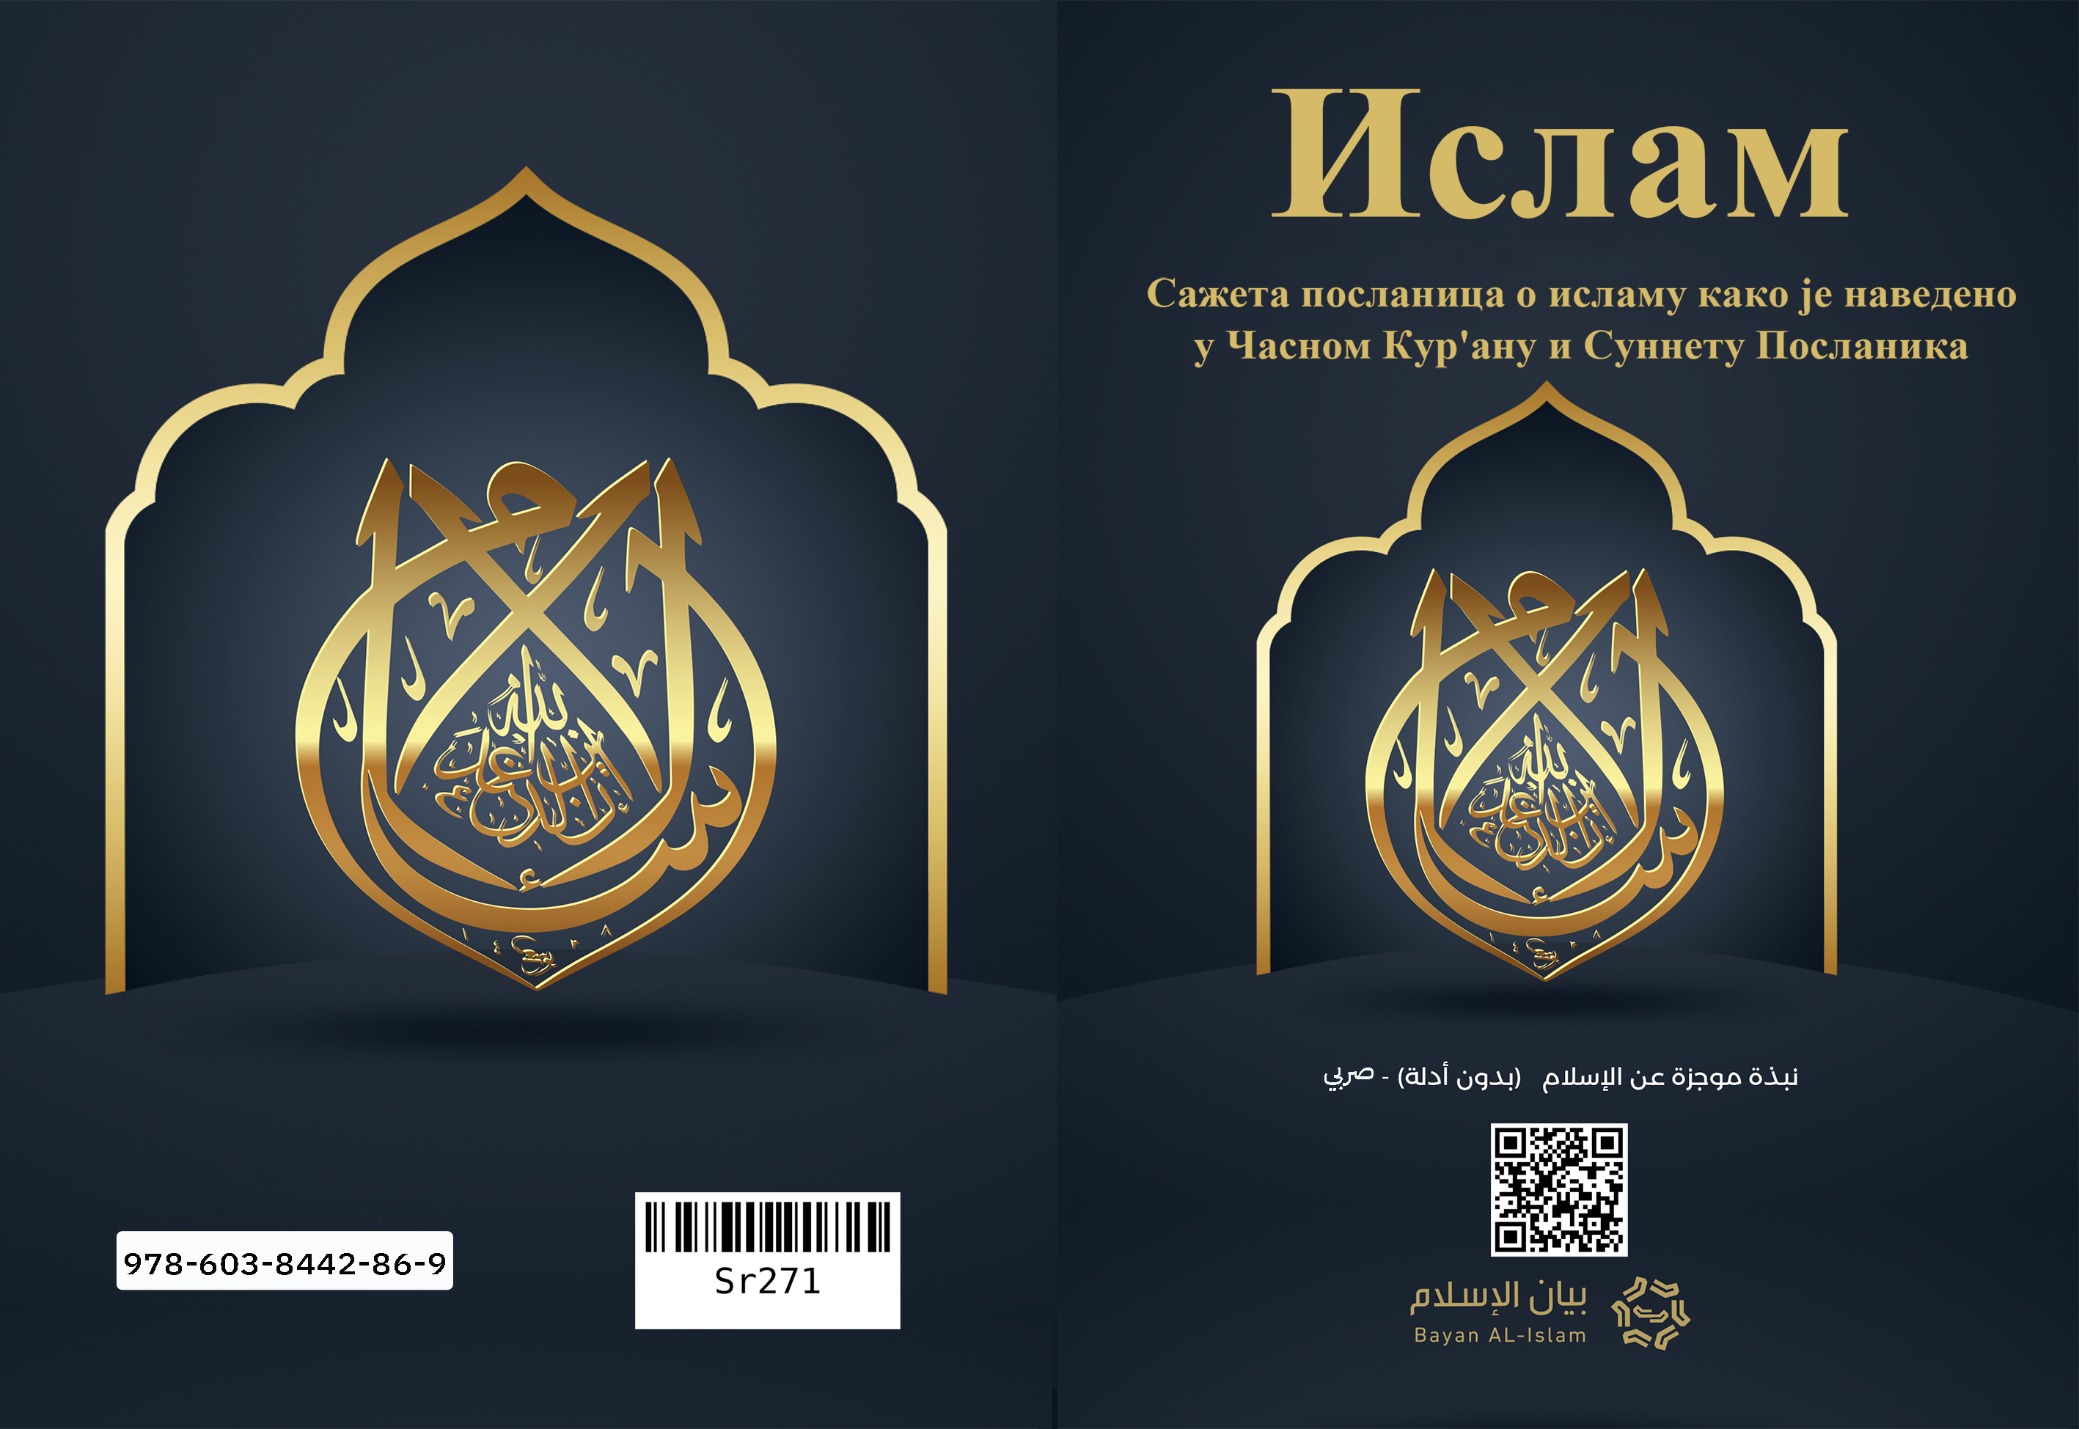 Ислам
Сажета посланица о исламу како је наведено
у Часном Кур'ану и Суннету Посланика
نبذة موجزة عن الإسلام (بدون أدلة) - صربي
بيان الإسلام
Bayan AL-Islam
978-603-8442-86-9
Sr271